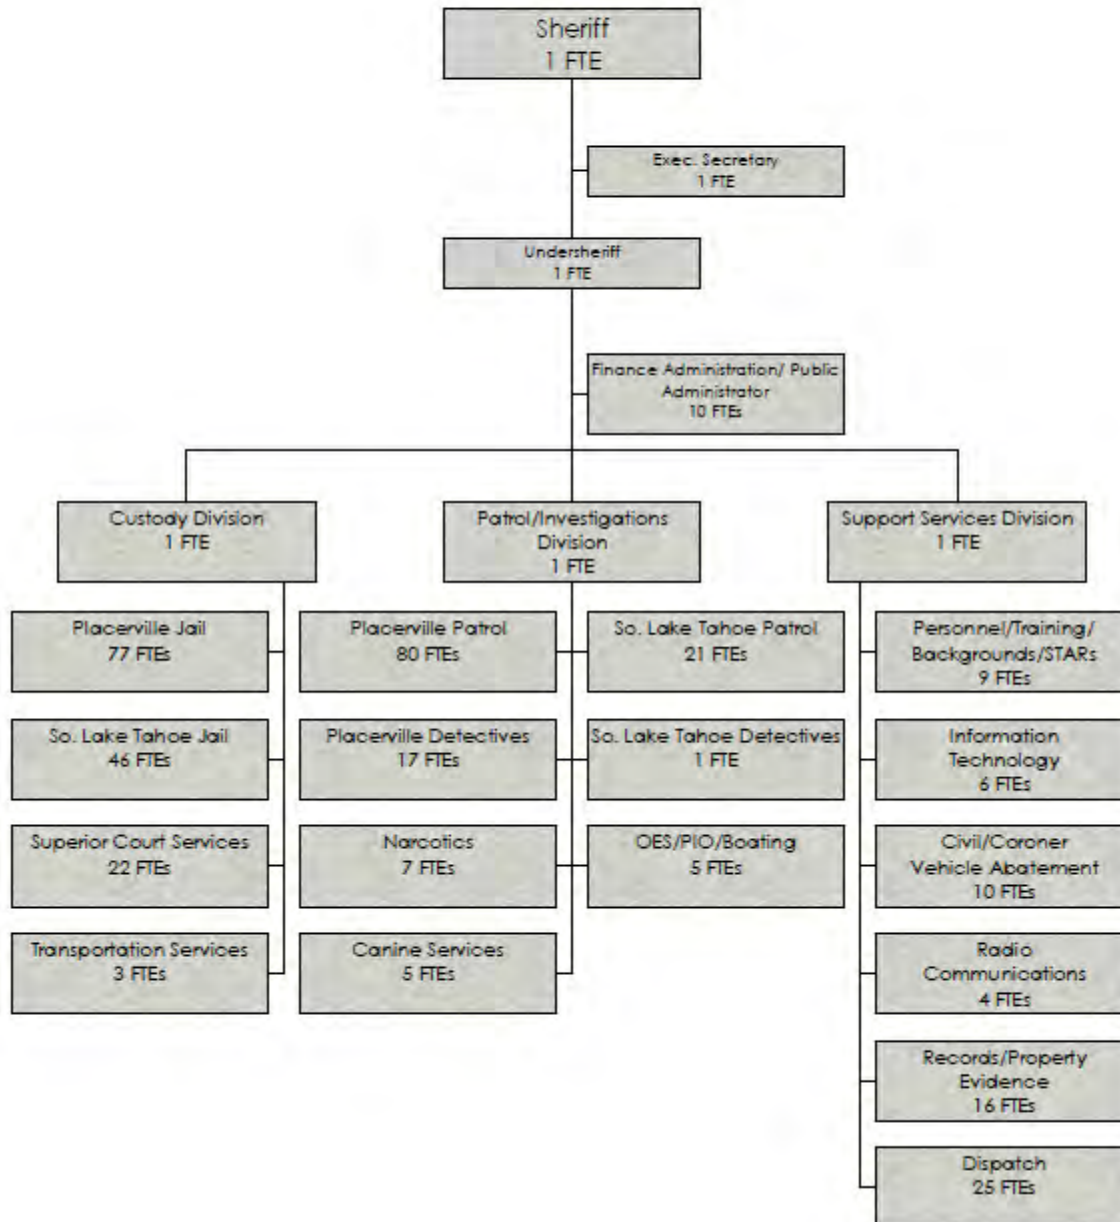 Sheriff
1 FTE
Exec. Secretary
1 FTE
Undersheriff
1 FTE
Finance Administration/ Public
Administrator
10 FTEs
Custody Division
1 FTE
Patrol/Investigations
Division
1 FTE
Support Services Division
1 FTE
Placerville Jail
77 FTEs
Placerville Patrol
80 FTEs
So. Lake Tahoe Patrol
21 FTEs
Personnel/Training/
Backgrounds/STARs
9 FTEs
So. Lake Tahoe Jail
46 FTEs
Placerville Detectives
17 FTEs
So. Lake Tahoe Detectives
1 FTE
Information
Technology
6 FTEs
Superior Court Services
22 FTEs
Narcotics
7 FTEs
OES/PIO/Boating
5 FTEs
Civil/Coroner
Vehicle Abatement
10 FTEs
Transportation Services
3 FTEs
Canine Services
5 FTEs
Radio
Communications
4 FTEs
Records/Property
Evidence
16 FTEs
Dispatch
25 FTEs